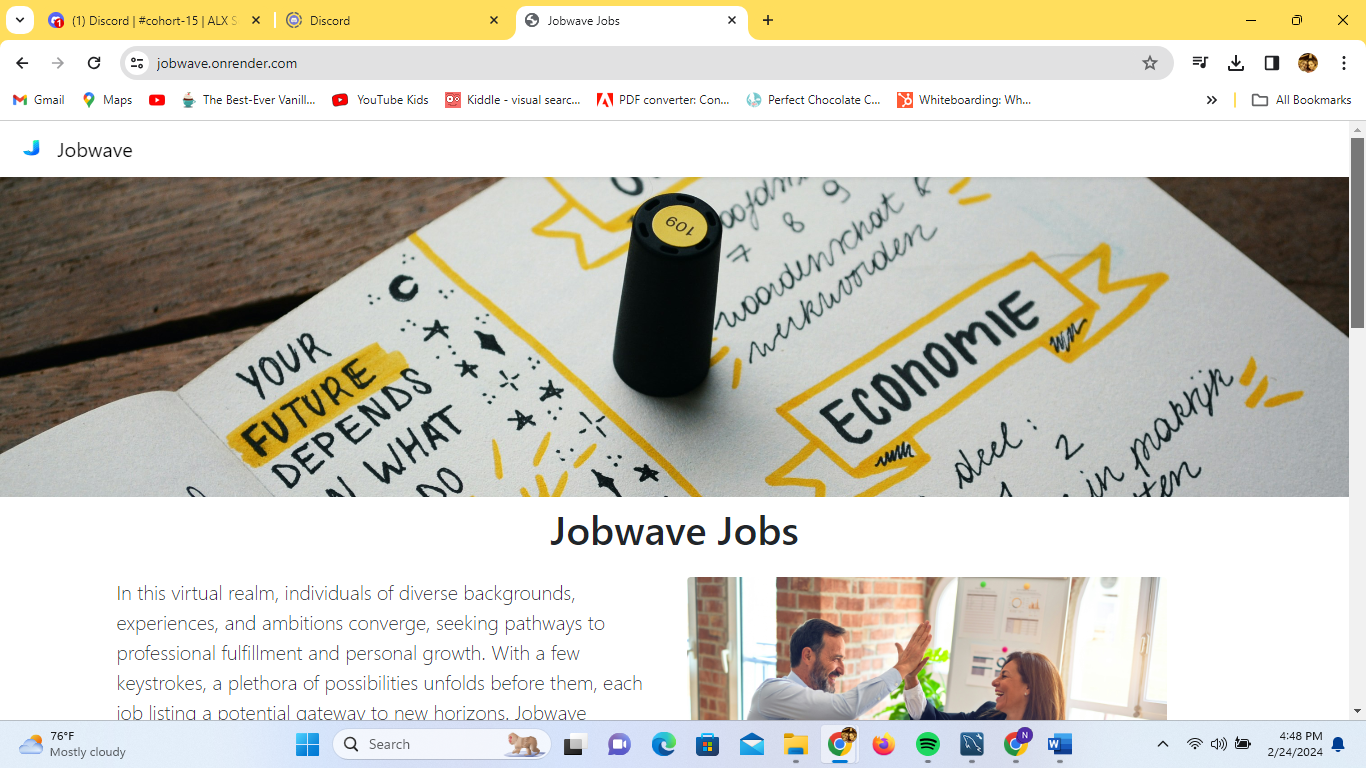 (1) Discord | #cohort-15 | ALX S
Discord
Jobwave Jobs
jobwave.onrender.com
Gmail
Maps
The Best-Ever Vanill...
YouTube Kids
Kiddle - visual searc...
PDF converter: Con...
Perfect Chocolate C...
Whiteboarding: Wh...
All Bookmarks
Jobwave
109
7 8 9
woordenschat &
werkwoorden
YOUR
FUTURE
DEPENDS
WHAT
DO
ECONOMIE
deel :
2
in praktijk
Jobwave Jobs
In this virtual realm, individuals of diverse backgrounds,
experiences, and ambitions converge, seeking pathways to
professional fulfillment and personal growth. With a few
keystrokes, a plethora of possibilities unfolds before them, each
job listing a potential gateway to new horizons. Jobwave
76°F
Mostly cloudy
Search
N
4:48 PM
2/24/2024